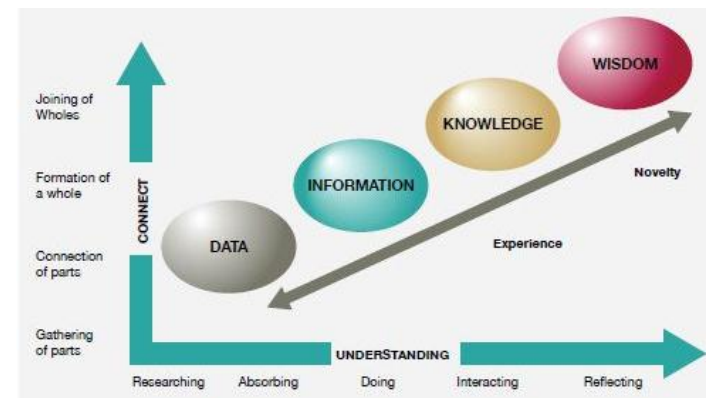 WISDOM
Joining of
Wholes
KNOWLEDGE
Formation of
a whole
INFORMATION
Novelty
CONNECT
DATA
Experience
Connection
of parts
Gathering
of parts
UNDERSTANDING
Researching
Absorbing
Doing
Interacting
Reflecting